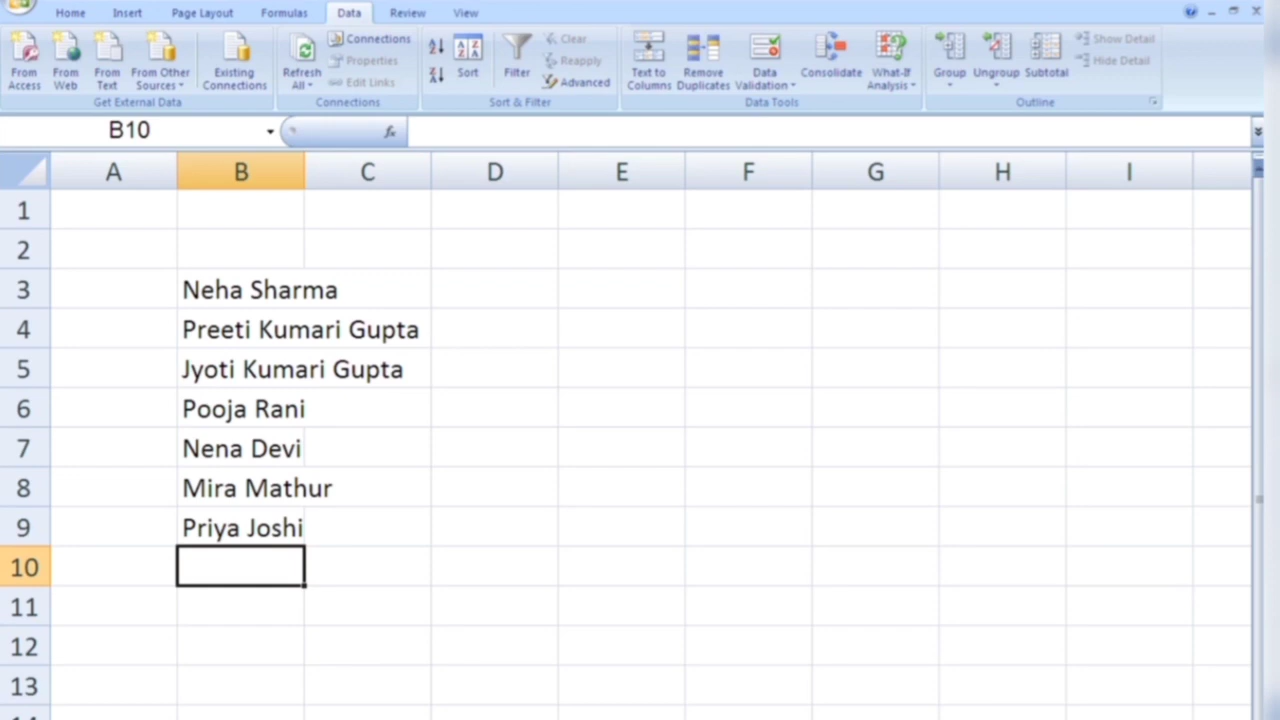 Home Insert Page Layout Formulas Data Review View
From Access
From Web
From Text
From Other Sources
Existing Connections
Get External Data
Refresh All
Connections
Properties
Edit Links
Connections
Sort
Filter
Clear
Reapply
Advanced
Sort & Filter
Text to Columns
Remove Duplicates
Data Validation
Consolidate
What-If Analysis
Data Tools
Group
Ungroup
Subtotal
Show Detail
Hide Detail
Outline
B10 fx
A B C D E F G H I
1
2
3 Neha Sharma
4 Preeti Kumari Gupta
5 Jyoti Kumari Gupta
6 Pooja Rani
7 Nena Devi
8 Mira Mathur
9 Priya Joshi
10
11
12
13